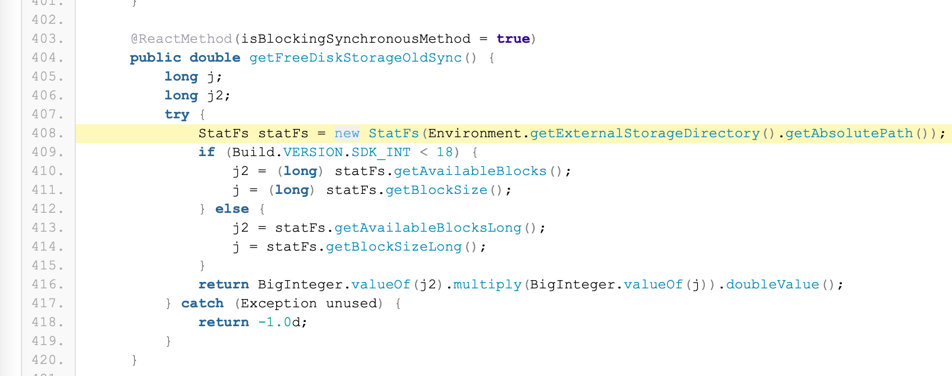 401.         }
402.
403.         @ReactMethod(isBlockingSynchronousMethod = true)
404.         public double getFreeDiskStorageOldSync() {
405.             long j;
406.             long j2;
407.             try {
408.                 StatFs statFs = new StatFs(Environment.getExternalStorageDirectory().getAbsolutePath());
409.                 if (Build.VERSION.SDK_INT < 18) {
410.                     j2 = (long) statFs.getAvailableBlocks();
411.                     j = (long) statFs.getBlockSize();
412.                 } else {
413.                     j2 = statFs.getAvailableBlocksLong();
414.                     j = statFs.getBlockSizeLong();
415.                 }
416.                 return BigInteger.valueOf(j2).multiply(BigInteger.valueOf(j)).doubleValue();
417.             } catch (Exception unused) {
418.                 return -1.0d;
419.             }
420.         }